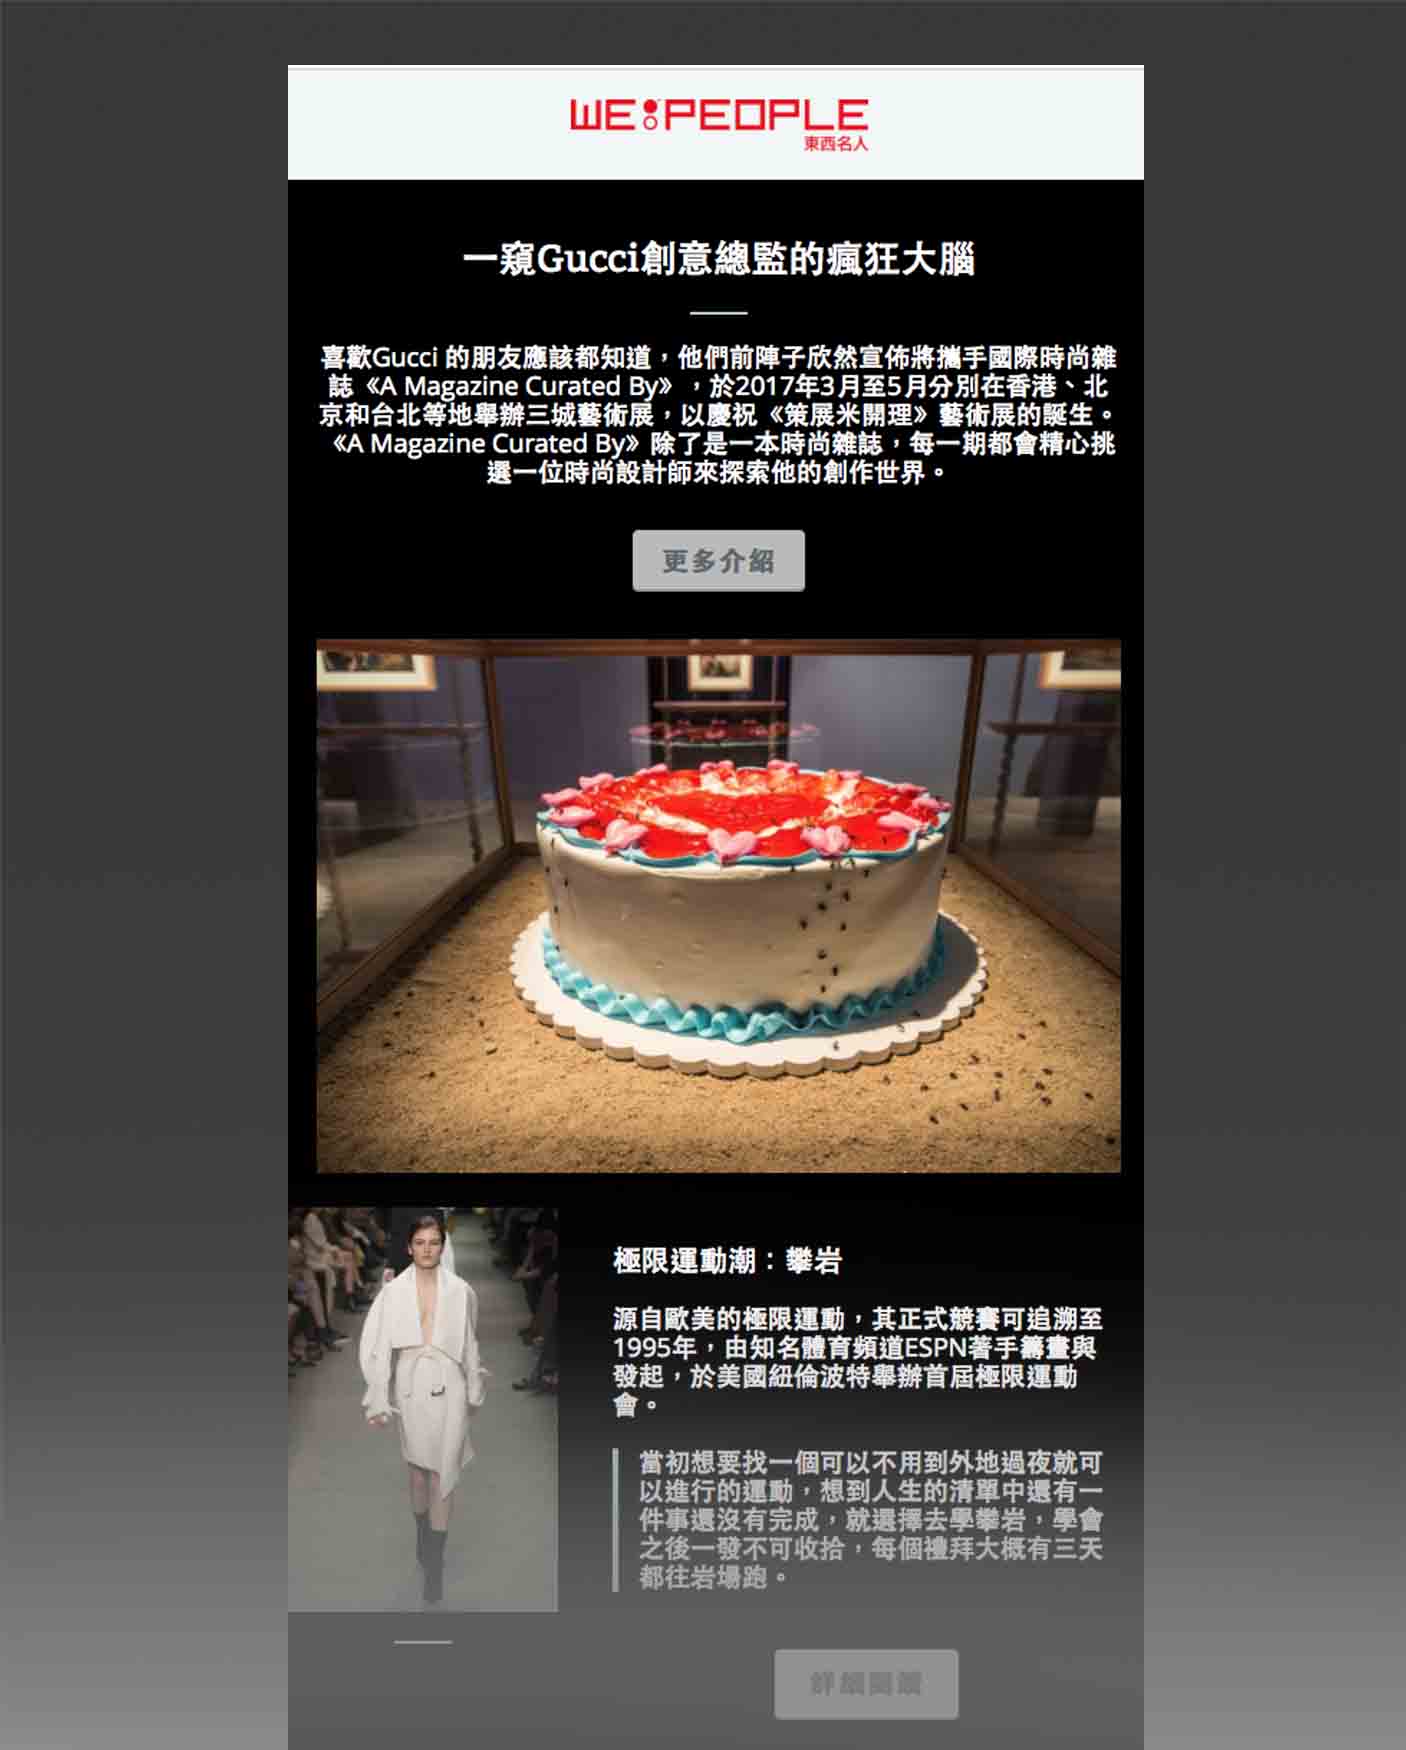 WE PEOPLE
東西名人
一窺Gucci創意總監的瘋狂大腦
喜歡Gucci 的朋友應該都知道，他們前陣子欣然宣佈將攜手國際時尚雜
誌《A Magazine Curated By》，於2017年3月至5月分別在香港、北
京和台北等地舉辦三城藝術展，以慶祝《策展米開理》藝術展的誕生。
《A Magazine Curated By》除了是一本時尚雜誌，每一期都會精心挑
選一位時尚設計師來探索他的創作世界。
更多介紹
極限運動潮：攀岩
源自歐美的極限運動，其正式競賽可追溯至
1995年，由知名體育頻道ESPN著手籌畫與
發起，於美國紐倫波特舉辦首屆極限運動
會。
當初想要找一個可以不用到外地過夜就可
以進行的運動，想到人生的清單中還有一
件事還沒有完成，就選擇去學攀岩，學會
之後一發不可收拾，每個禮拜大概有三天
都往岩場跑。
詳細閱讀